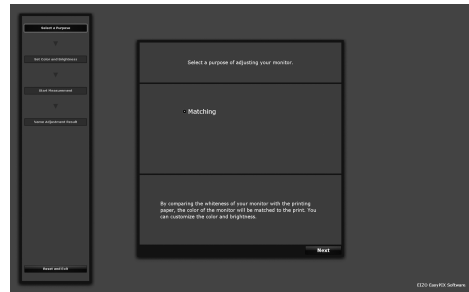 Select a Purpose
Set Color and Brightness
Start Measurement
Name Adjustment Result
Reset and Exit
Select a purpose of adjusting your monitor.
Matching
By comparing the whiteness of your monitor with the printing
paper, the color of the monitor will be matched to the print. You
can customize the color and brightness.
Next
EIZO EasyPIX Software